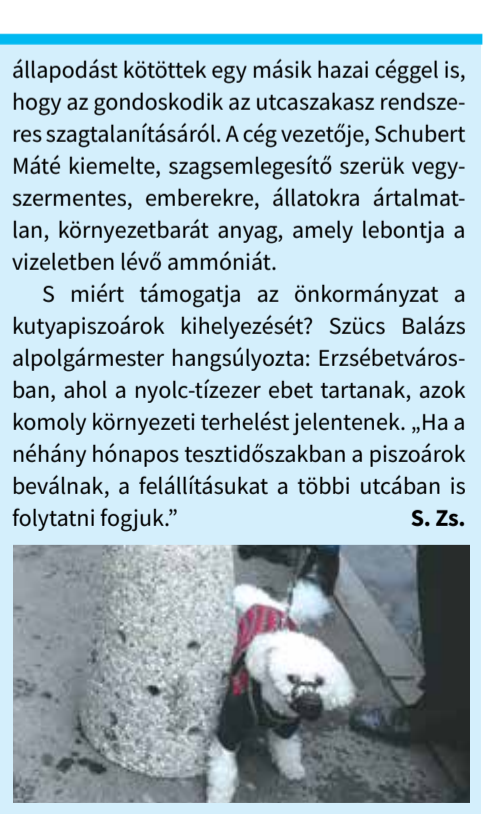 állapodást kötöttek egy másik hazai céggel is,
hogy az gondoskodik az utcaszakasz rendsze-
res szagtalanításáról. A cég vezetője, Schubert
Máté kiemelte, szagsemlegesítő szerük vegy-
szermentes, emberekre, állatokra ártalmat-
lan, környezetbarát anyag, amely lebontja a
vizeletben lévő ammóniát.
S miért támogatja az önkormányzat a
kutyapiszoárok kihelyezését? Szücs Balázs
alpolgármester hangsúlyozta: Erzsébetváros-
ban, ahol a nyolc-tízezer ebet tartanak, azok
komoly környezeti terhelést jelentenek. „Ha a
néhány hónapos tesztidőszakban a piszoárok
beválnak, a felállításukat a többi utcában is
folytatni fogjuk.” S. Zs.